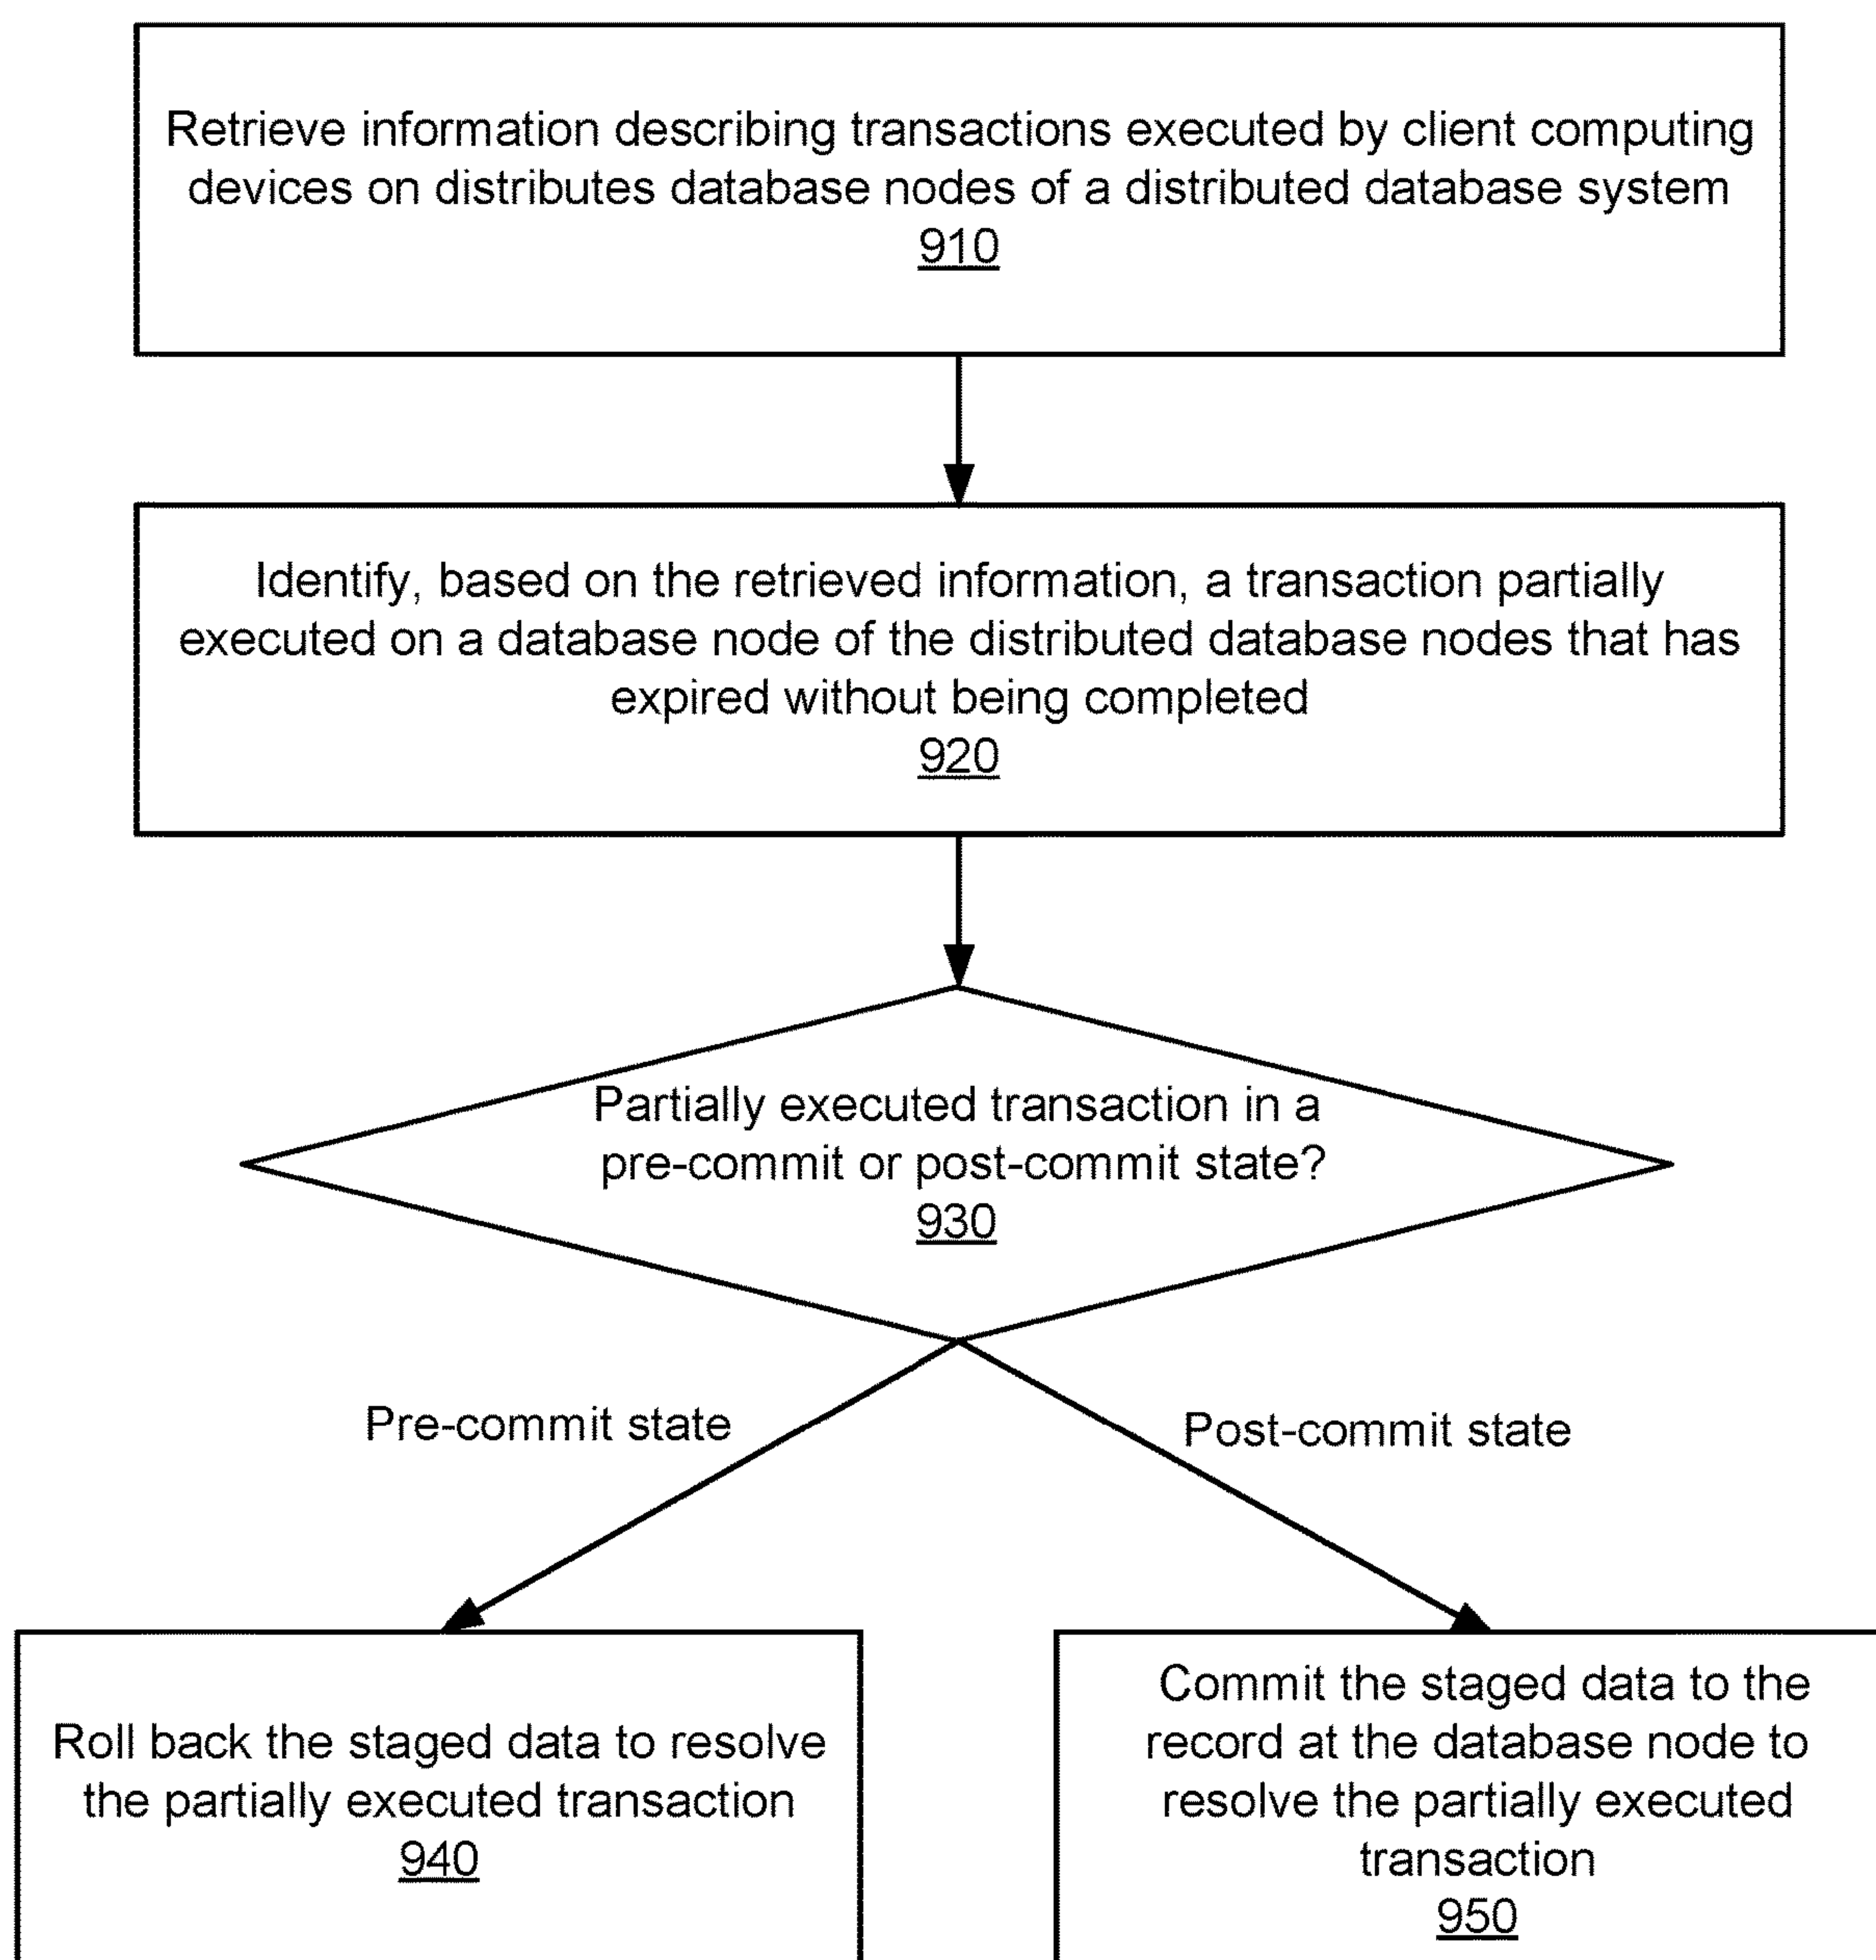 Retrieve information describing transactions executed by client computing
devices on distributes database nodes of a distributed database system
910
Identify, based on the retrieved information, a transaction partially
executed on a database node of the distributed database nodes that has
expired without being completed
920
Partially executed transaction in a
pre-commit or post-commit state?
930
Pre-commit state
Post-commit state
Roll back the staged data to resolve
the partially executed transaction
940
Commit the staged data to the
record at the database node to
resolve the partially executed
transaction
950